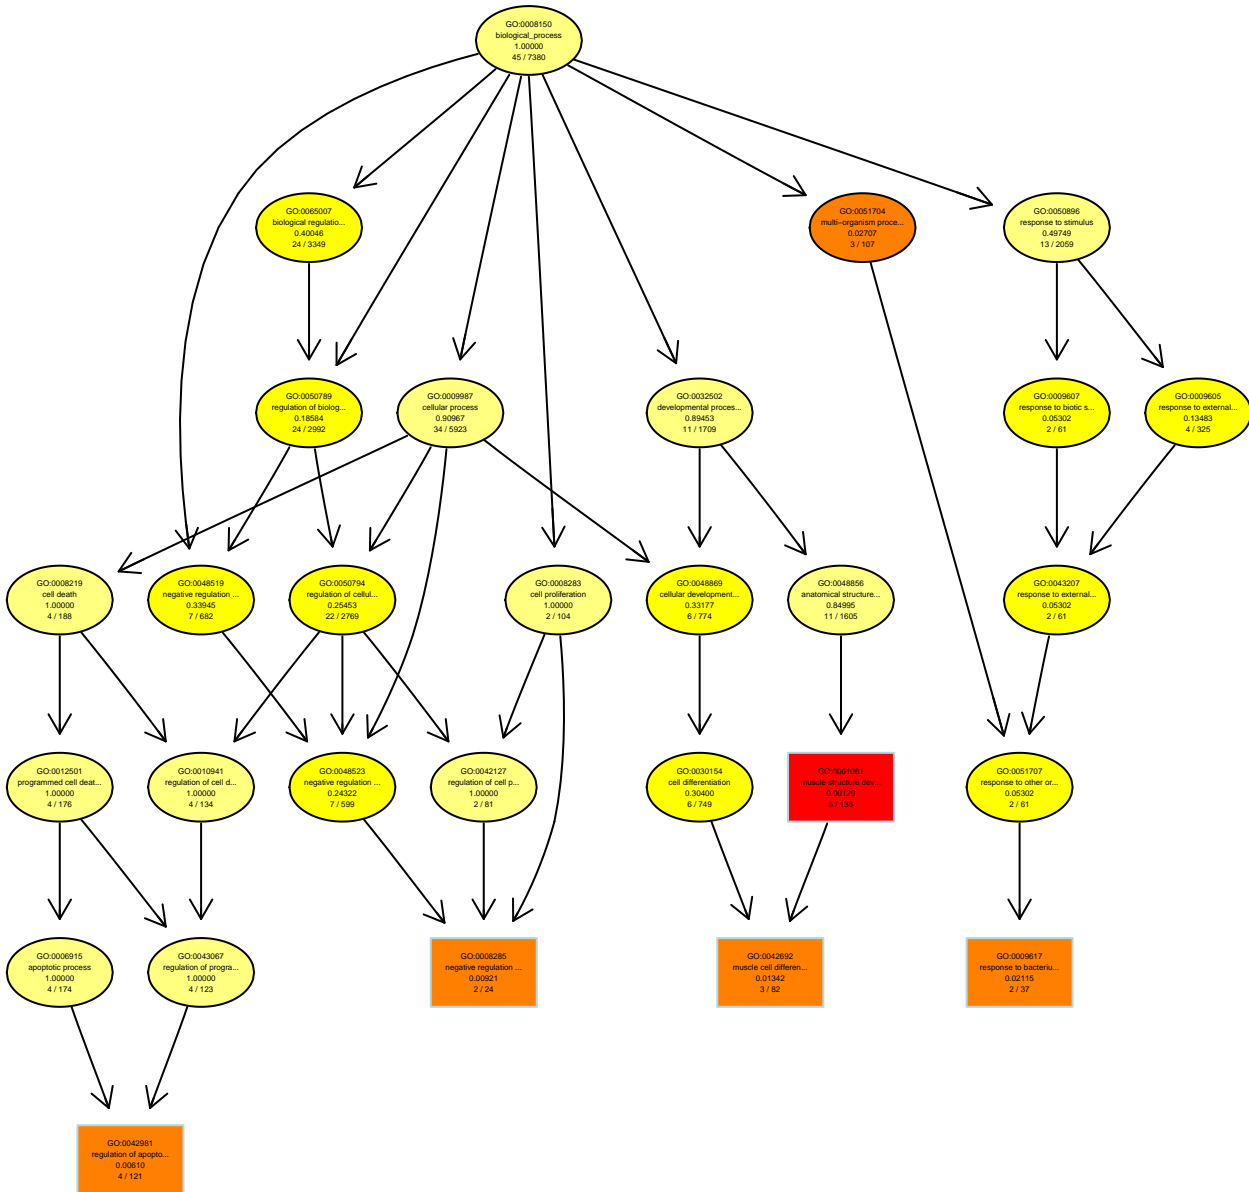 GO:0008150
biological_process
1.00000
45 / 7380
GO:0065007
biological regulatio...
0.40046
24 / 3349
GO:0051704
multi−organism proce...
0.02707
3 / 107
GO:0050896
response to stimulus
0.49749
13 / 2059
GO:0050789
regulation of biolog...
0.18584
24 / 2992
GO:0009987
cellular process
0.90967
34 / 5923
GO:0032502
developmental proces...
0.89453
11 / 1709
GO:0009607
response to biotic s...
0.05302
2 / 61
GO:0009605
response to external...
0.13483
4 / 325
GO:0008219
cell death
1.00000
4 / 188
GO:0048519
negative regulation ...
0.33945
7 / 682
GO:0050794
regulation of cellul...
0.25453
22 / 2769
GO:0008283
cell proliferation
1.00000
2 / 104
GO:0048869
cellular development...
0.33177
6 / 774
GO:0048856
anatomical structure...
0.84995
11 / 1605
GO:0043207
response to external...
0.05302
2 / 61
GO:0012501
programmed cell deat...
1.00000
4 / 176
GO:0010941
regulation of cell d...
1.00000
4 / 134
GO:0048523
negative regulation ...
0.24322
7 / 599
GO:0042127
regulation of cell p...
1.00000
2 / 81
GO:0030154
cell differentiation
0.30400
6 / 749
GO:0061061
muscle structure dev...
0.00129
5 / 135
GO:0051707
response to other or...
0.05302
2 / 61
GO:0006915
apoptotic process
1.00000
4 / 174
GO:0043067
regulation of progra...
1.00000
4 / 123
GO:0008285
negative regulation ...
0.00921
2 / 24
GO:0042692
muscle cell differen...
0.01342
3 / 82
GO:0009617
response to bacteriu...
0.02115
2 / 37
GO:0042981
regulation of apopto...
0.00610
4 / 121